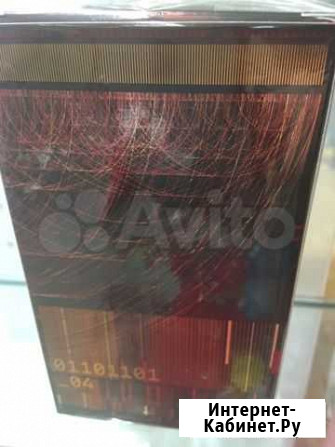 Avito
01101101
_04
Интернет-
Кабинет.Ру